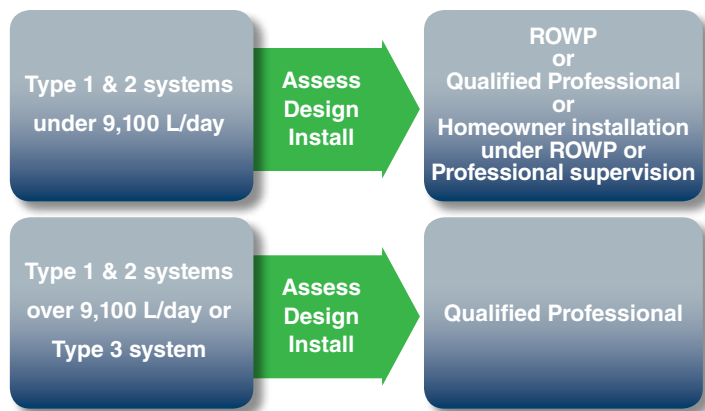 Type 1 & 2 systems
under 9,100 L/day
Assess
Design
Install
ROWP
or
Qualified Professional
or
Homeowner installation
under ROWP or
Professional supervision
Type 1 & 2 systems
over 9,100 L/day or
Type 3 system
Assess
Design
Install
Qualified Professional